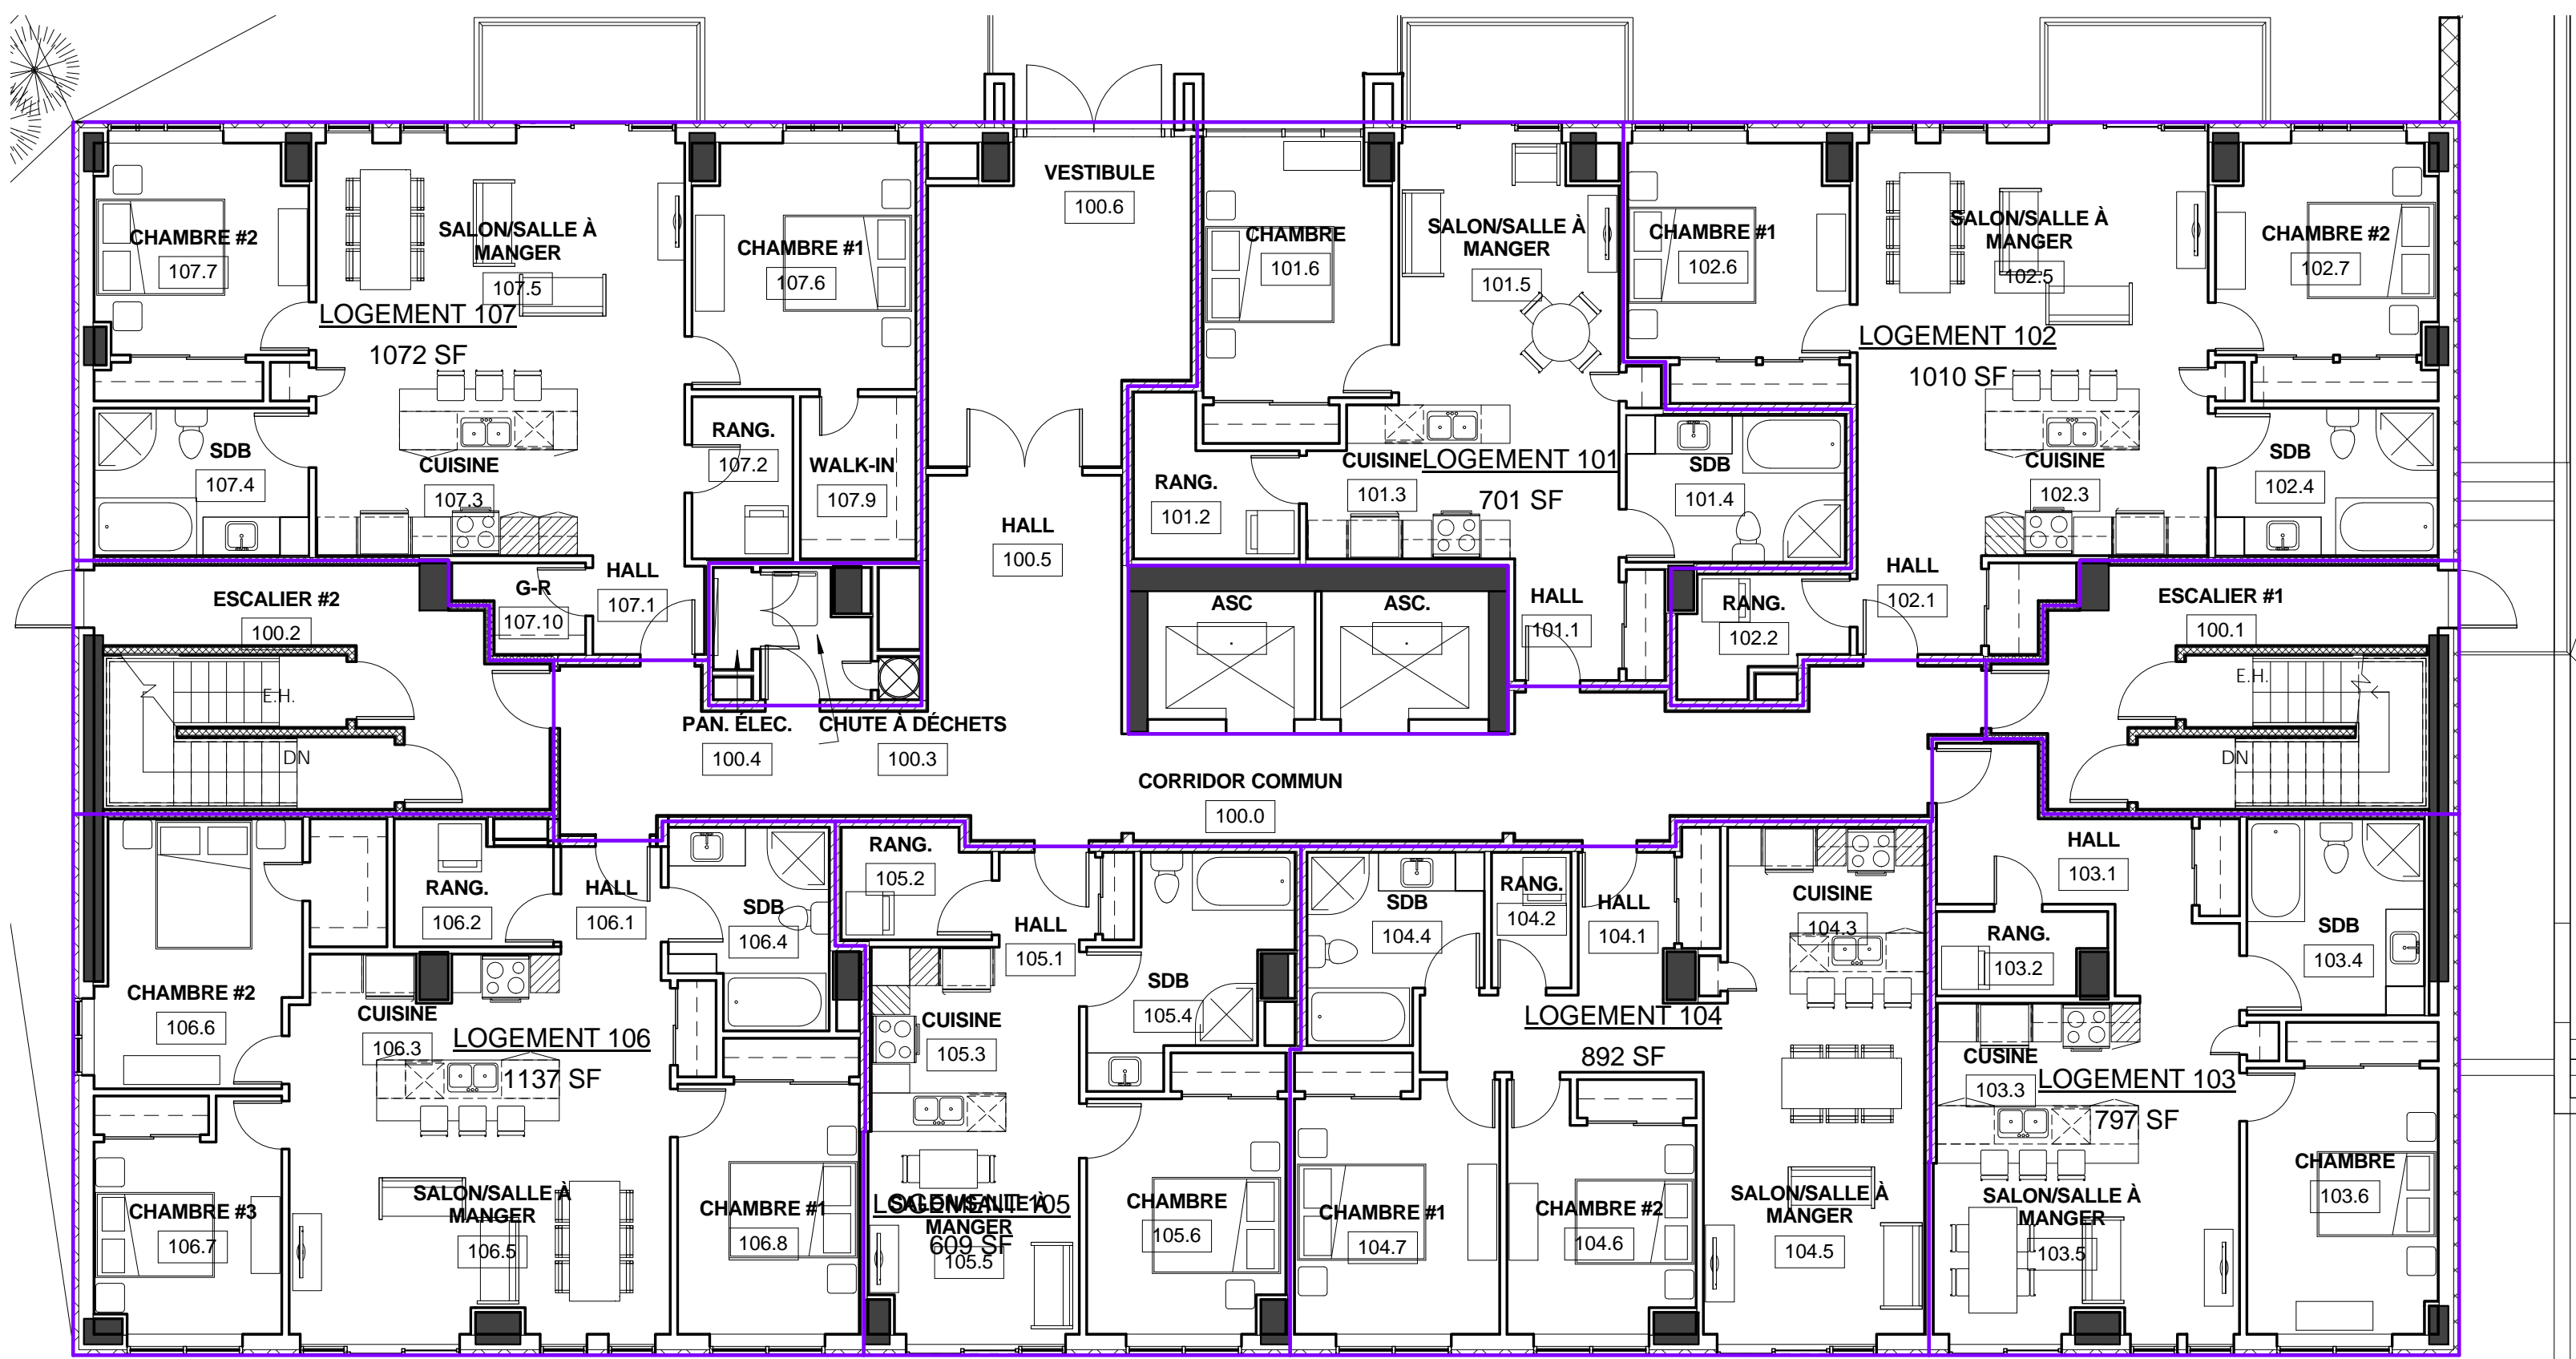 CHAMBRE #2
107.7
SALON/SALLE À
MANGER
107.5
CHAMBRE #1
107.6
LOGEMENT 107
1072 SF
SDB
107.4
CUISINE
107.3
RANG.
107.2
WALK-IN
107.9
G-R
107.10
HALL
107.1
VESTIBULE
100.6
HALL
100.5
CHAMBRE
101.6
SALON/SALLE À
MANGER
101.5
RANG.
101.2
CUISINE
101.3
LOGEMENT 101
701 SF
SDB
101.4
HALL
101.1
CHAMBRE #1
102.6
SALON/SALLE À
MANGER
102.5
CHAMBRE #2
102.7
LOGEMENT 102
1010 SF
CUISINE
102.3
SDB
102.4
HALL
102.1
RANG.
102.2
ESCALIER #2
100.2
E.H.
DN
PAN. ÉLEC.
100.4
CHUTE À DÉCHETS
100.3
ASC
ASC.
ESCALIER #1
100.1
E.H.
DN
CORRIDOR COMMUN
100.0
RANG.
106.2
HALL
106.1
SDB
106.4
CHAMBRE #2
106.6
CUISINE
106.3
LOGEMENT 106
1137 SF
CHAMBRE #3
106.7
SALON/SALLE À
MANGER
106.5
CHAMBRE #1
106.8
RANG.
105.2
HALL
105.1
SDB
105.4
CUISINE
105.3
LOGEMENT 105
609 SF
SALON/SALLE À
MANGER
105.5
CHAMBRE
105.6
SDB
104.4
RANG.
104.2
HALL
104.1
CUISINE
104.3
LOGEMENT 104
892 SF
CHAMBRE #1
104.7
CHAMBRE #2
104.6
SALON/SALLE À
MANGER
104.5
HALL
103.1
RANG.
103.2
SDB
103.4
CUSINE
103.3
LOGEMENT 103
797 SF
SALON/SALLE À
MANGER
103.5
CHAMBRE
103.6